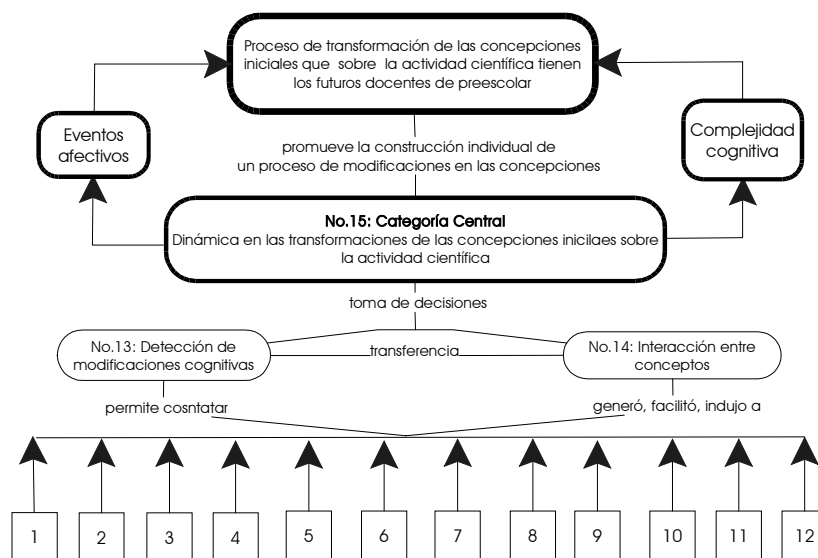 Proceso de transformación de las concepciones
iniciales que sobre la actividad científica tienen
los futuros docentes de preescolar
Eventos
afectivos
Complejidad
cognitiva
promueve la construcción individual de
un proceso de modificaciones en las concepciones
No.15: Categoría Central
Dinámica en las transformaciones de las concepciones inicilaes sobre
la actividad científica
toma de decisiones
No.13: Detección de
modificaciones cognitivas
transferencia
No.14: Interacción entre
conceptos
permite cosntatar
generó, facilitó, indujo a
1 2 3 4 5 6 7 8 9 10 11 12